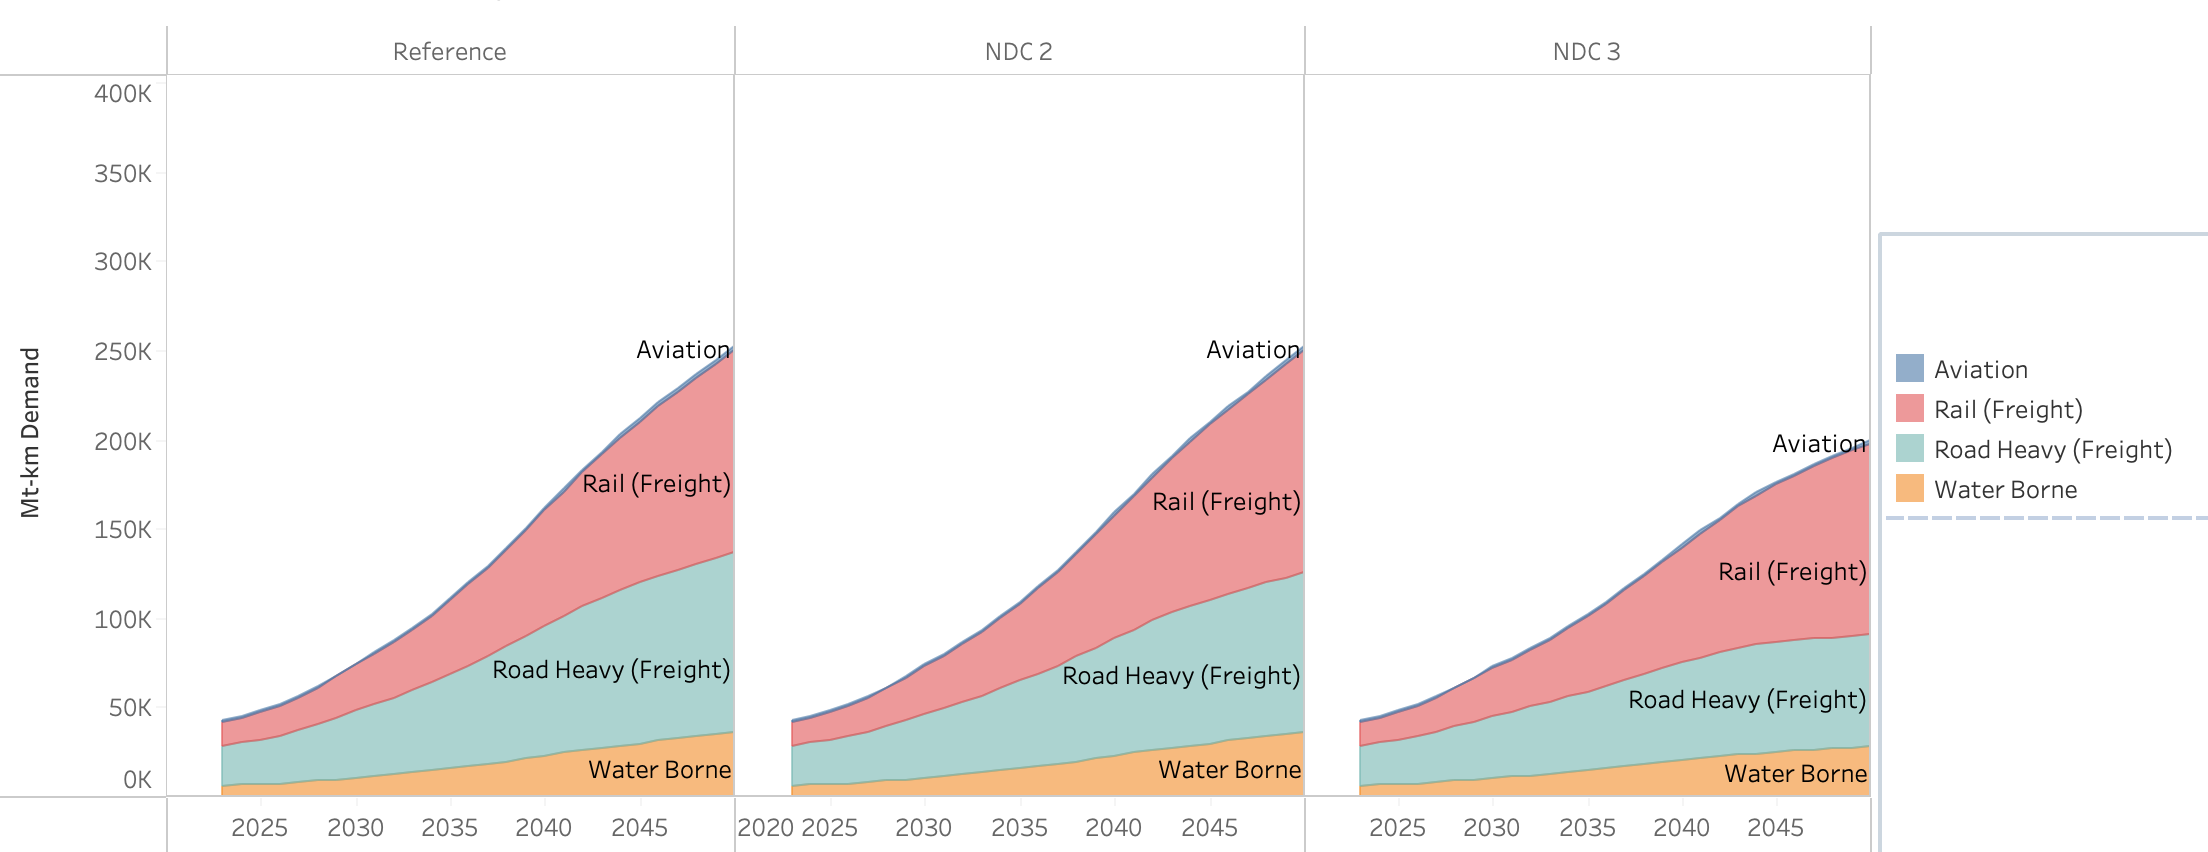 Reference
NDC 2
NDC 3
400K
350K
300K
250K
200K
150K
100K
50K
0K
Mt-km Demand
Aviation
Rail (Freight)
Road Heavy (Freight)
Water Borne
Aviation
Rail (Freight)
Road Heavy (Freight)
Water Borne
Aviation
Rail (Freight)
Road Heavy (Freight)
Water Borne
2025 2030 2035 2040 2045
2020 2025 2030 2035 2040 2045
2025 2030 2035 2040 2045
Aviation
Rail (Freight)
Road Heavy (Freight)
Water Borne